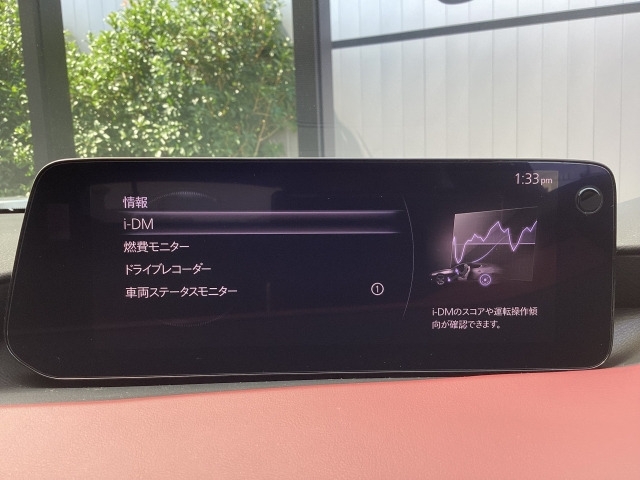 1:33pm
情報
i-DM
燃費モニター
ドライブレコーダー
車両ステータスモニター ①
i-DMのスコアや運転操作傾
向が確認できます。